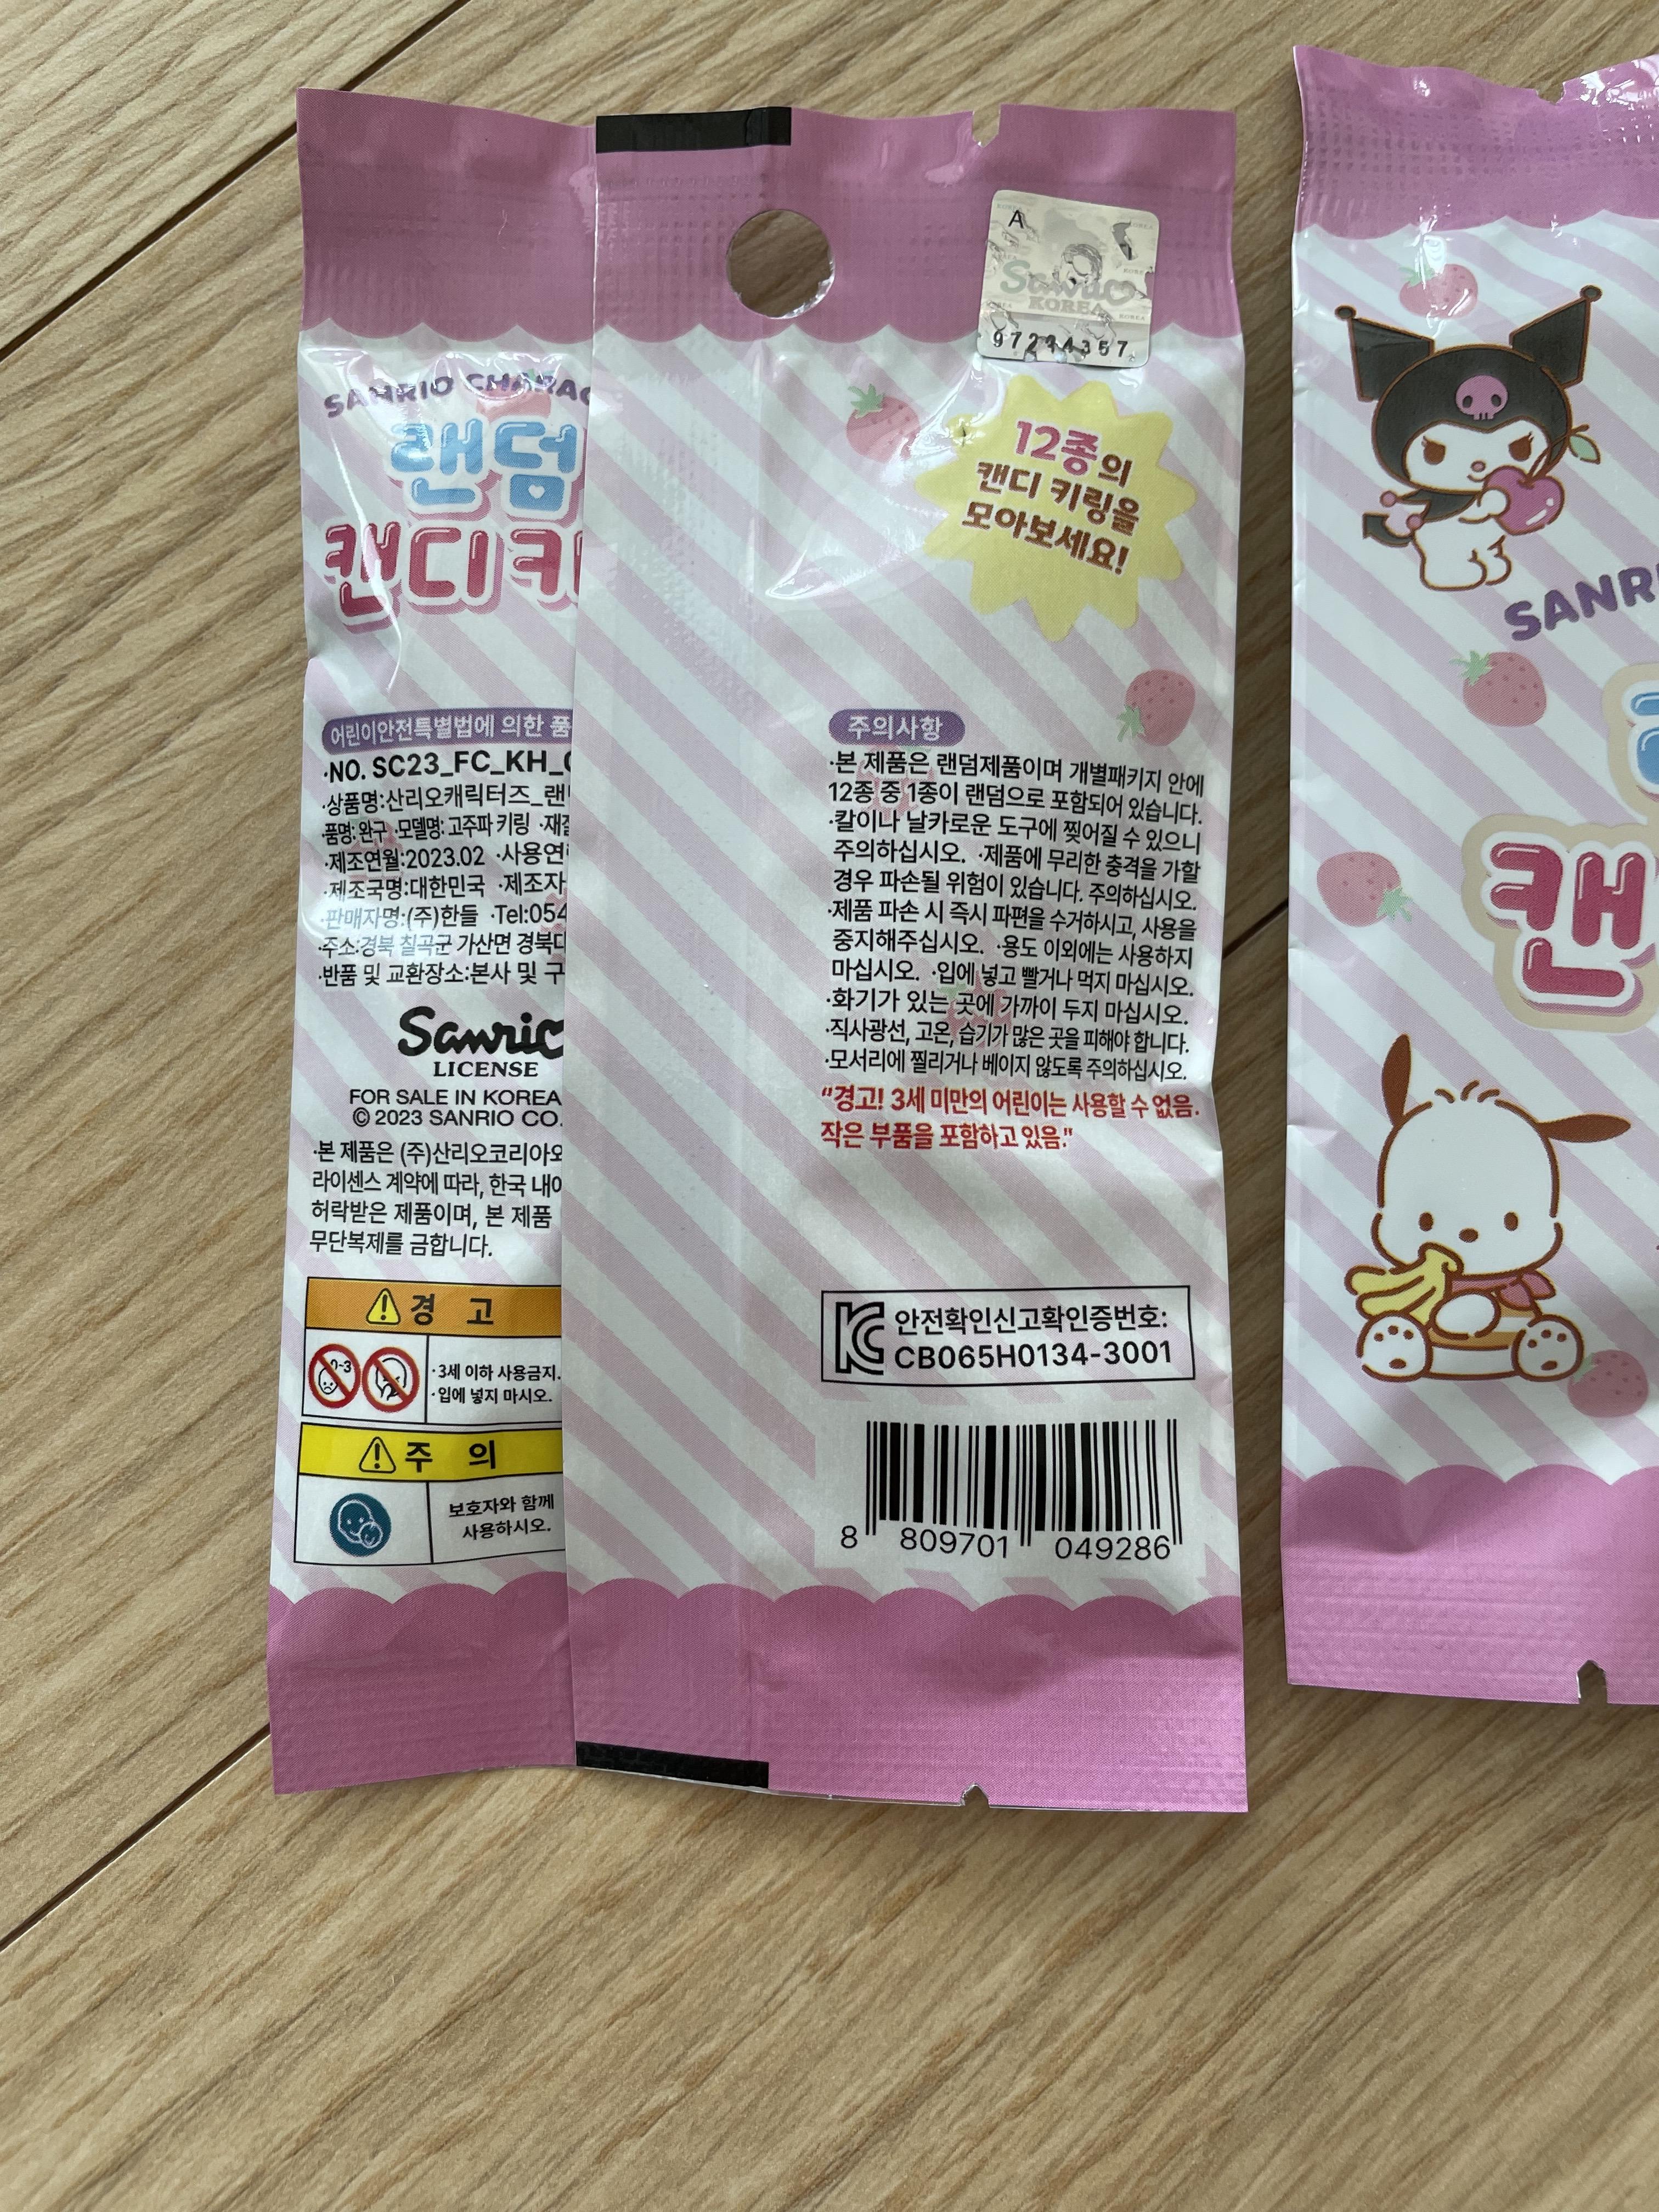 A
Sanrio
KOREA
SANRIO CHARAC
랜덤
캔디키
어린이안전특별법에 의한 품
·NO. SC23_FC_KH_
·상품명:산리오캐릭터즈_랜
·품명:완구 ·모델명:고주파 키링 ·재질
·제조연월:2023.02 ·사용연
·제조국명:대한민국 ·제조자
·판매자명:(주)한들 ·Tel:054
·주소:경북 칠곡군 가산면 경북대
·반품 및 교환장소:본사 및 구
Sanrio
LICENSE
FOR SALE IN KOREA
© 2023 SANRIO CO.
·본 제품은 (주)산리오코리아와
라이센스 계약에 따라, 한국 내에
허락받은 제품이며, 본 제품
무단복제를 금합니다.
경 고
0-3
·3세 이하 사용금지.
·입에 넣지 마시오.
주 의
보호자와 함께
사용하시오.
12종의
캔디 키링을
모아보세요!
주의사항
·본 제품은 랜덤제품이며 개별패키지 안에
12종 중 1종이 랜덤으로 포함되어 있습니다.
·칼이나 날카로운 도구에 찢어질 수 있으니
주의하십시오. ·제품에 무리한 충격을 가할
경우 파손될 위험이 있습니다. 주의하십시오.
·제품 파손 시 즉시 파편을 수거하시고, 사용을
중지해주십시오. ·용도 이외에는 사용하지
마십시오. ·입에 넣고 빨거나 먹지 마십시오.
·화기가 있는 곳에 가까이 두지 마십시오.
·직사광선, 고온, 습기가 많은 곳을 피해야 합니다.
·모서리에 찔리거나 베이지 않도록 주의하십시오.
"경고! 3세 미만의 어린이는 사용할 수 없음.
작은 부품을 포함하고 있음."
안전확인신고확인증번호:
CB065H0134-3001
8 809701 049286
SANR
캔